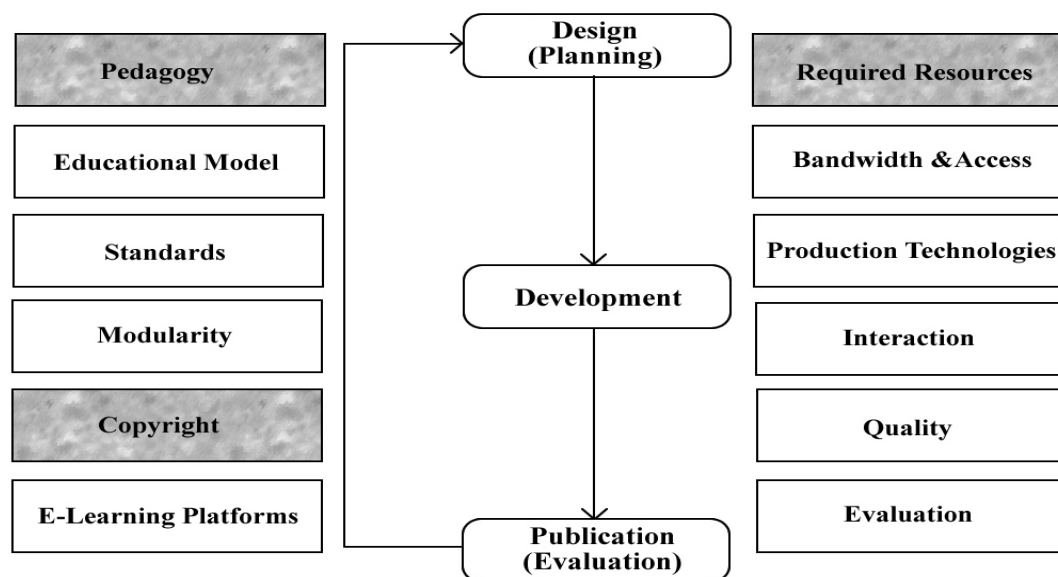 Pedagogy
Educational Model
Standards
Modularity
Copyright
E-Learning Platforms
Design
(Planning)
Development
Publication
(Evaluation)
Required Resources
Bandwidth &Access
Production Technologies
Interaction
Quality
Evaluation